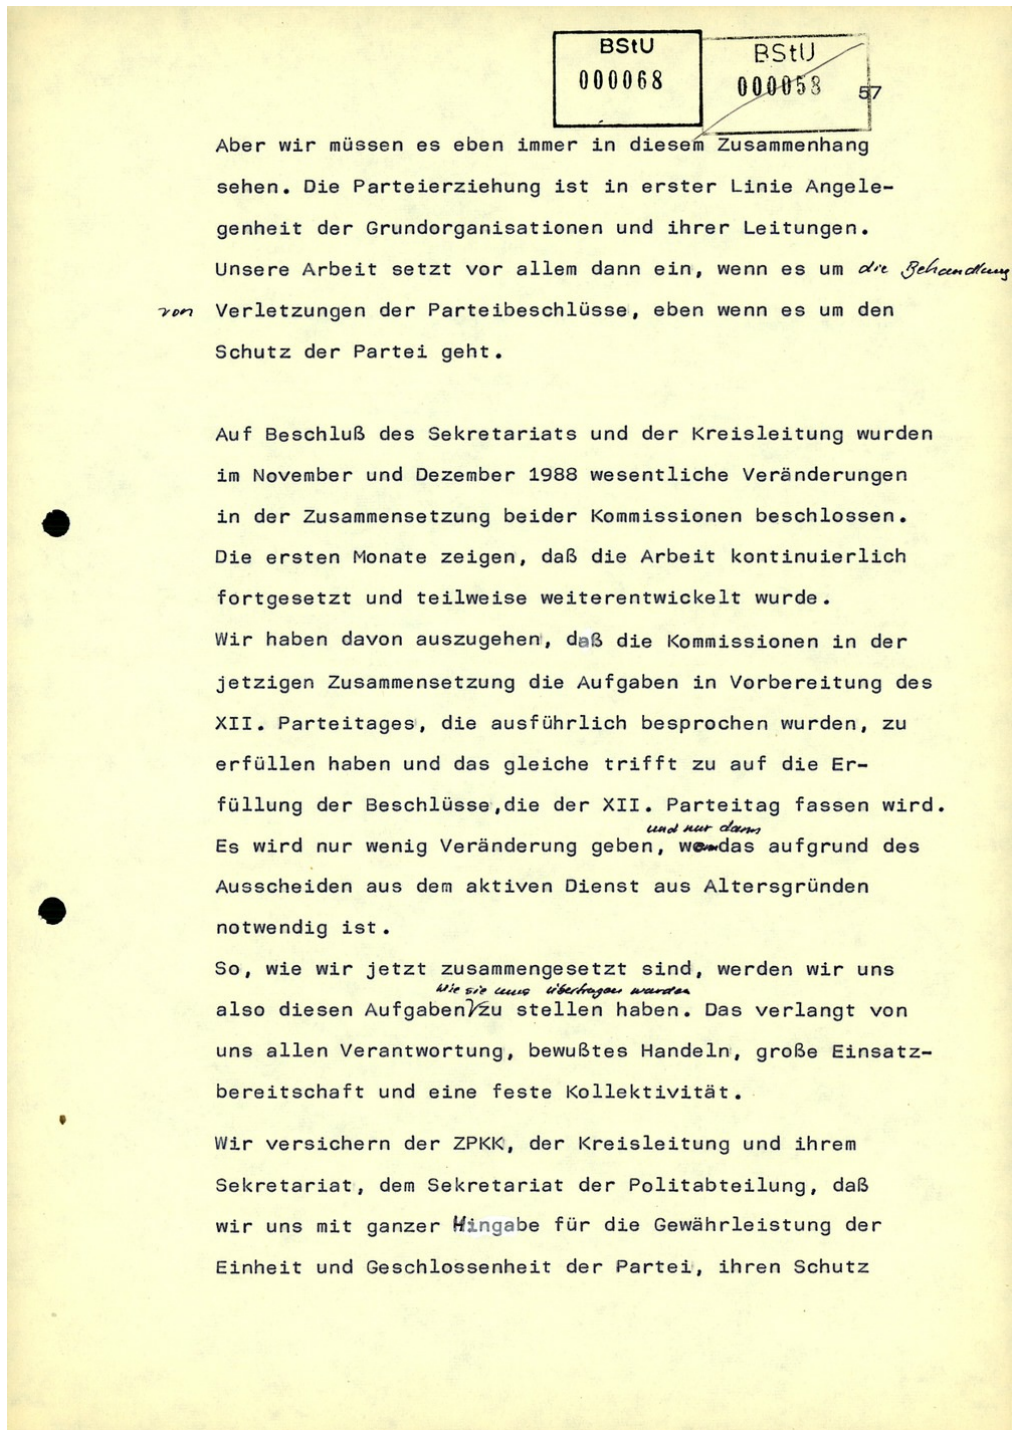 BStU
000068
BStU
000058
57
Aber wir müssen es eben immer in diesem Zusammenhang
sehen. Die Parteierziehung ist in erster Linie Angele-
genheit der Grundorganisationen und ihrer Leitungen.
Unsere Arbeit setzt vor allem dann ein, wenn es um die Behandlung
von Verletzungen der Parteibeschlüsse, eben wenn es um den
Schutz der Partei geht.
Auf Beschluß des Sekretariats und der Kreisleitung wurden
im November und Dezember 1988 wesentliche Veränderungen
in der Zusammensetzung beider Kommissionen beschlossen.
Die ersten Monate zeigen, daß die Arbeit kontinuierlich
fortgesetzt und teilweise weiterentwickelt wurde.
Wir haben davon auszugehen, daß die Kommissionen in der
jetzigen Zusammensetzung die Aufgaben in Vorbereitung des
XII. Parteitages, die ausführlich besprochen wurden, zu
erfüllen haben und das gleiche trifft zu auf die Er-
füllung der Beschlüsse,die der XII. Parteitag fassen wird.
und nur dann
Es wird nur wenig Veränderung geben, wo das aufgrund des
Ausscheiden aus dem aktiven Dienst aus Altersgründen
notwendig ist.
So, wie wir jetzt zusammengesetzt sind, werden wir uns
wie sie uns übertragen wurden
also diesen Aufgaben zu stellen haben. Das verlangt von
uns allen Verantwortung, bewußtes Handeln, große Einsatz-
bereitschaft und eine feste Kollektivität.
Wir versichern der ZPKK, der Kreisleitung und ihrem
Sekretariat, dem Sekretariat der Politabteilung, daß
wir uns mit ganzer Hingabe für die Gewährleistung der
Einheit und Geschlossenheit der Partei, ihren Schutz